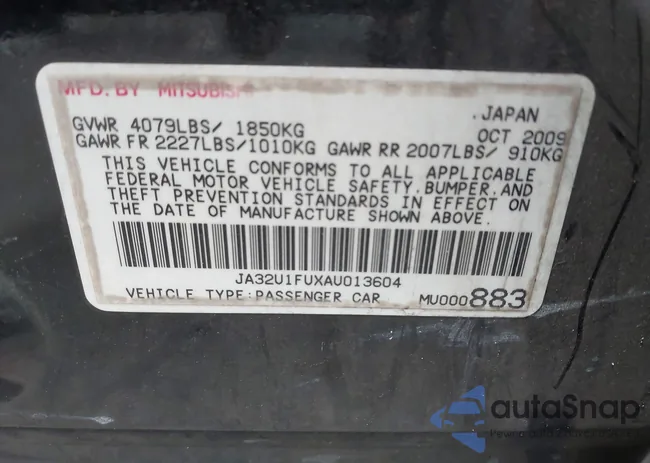 MFD. BY MITSUBISHI
.JAPAN
GVWR 4079LBS/ 1850KG OCT 2009
GAWR FR 2227LBS/1010KG GAWR RR 2007LBS/ 910KG
THIS VEHICLE CONFORMS TO ALL APPLICABLE
FEDERAL MOTOR VEHICLE SAFETY.BUMPER.AND
THEFT PREVENTION STANDARDS IN EFFECT ON
THE DATE OF MANUFACTURE SHOWN ABOVE.
JA32U1FUXAU013604
VEHICLE TYPE:PASSENGER CAR MU000883
autaSnap